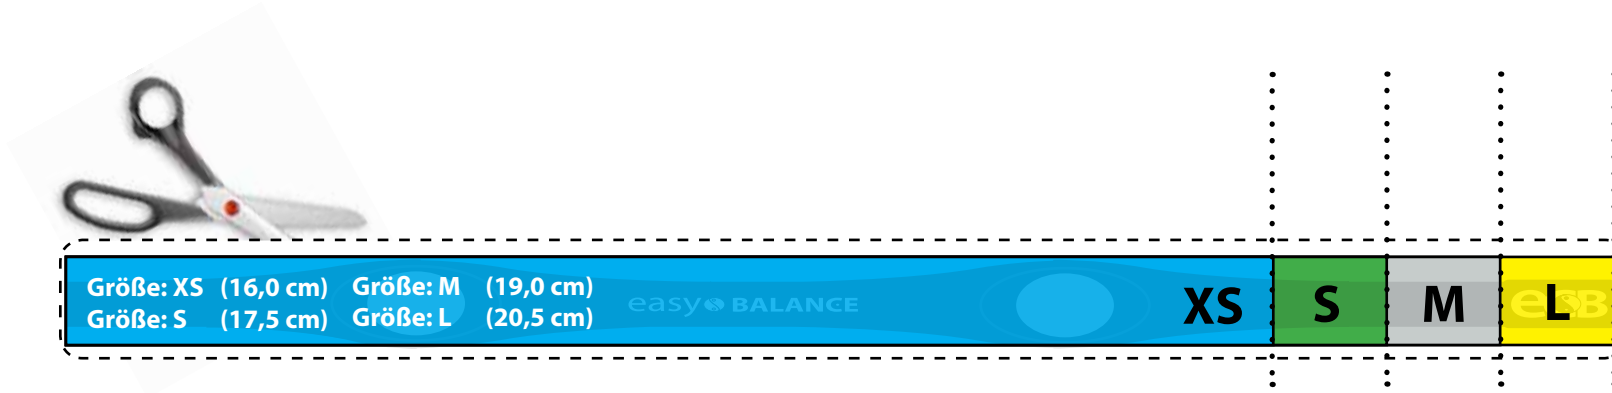 Größe: XS (16,0 cm) Größe: M (19,0 cm)
Größe: S (17,5 cm) Größe: L (20,5 cm)
easy BALANCE
XS S M L